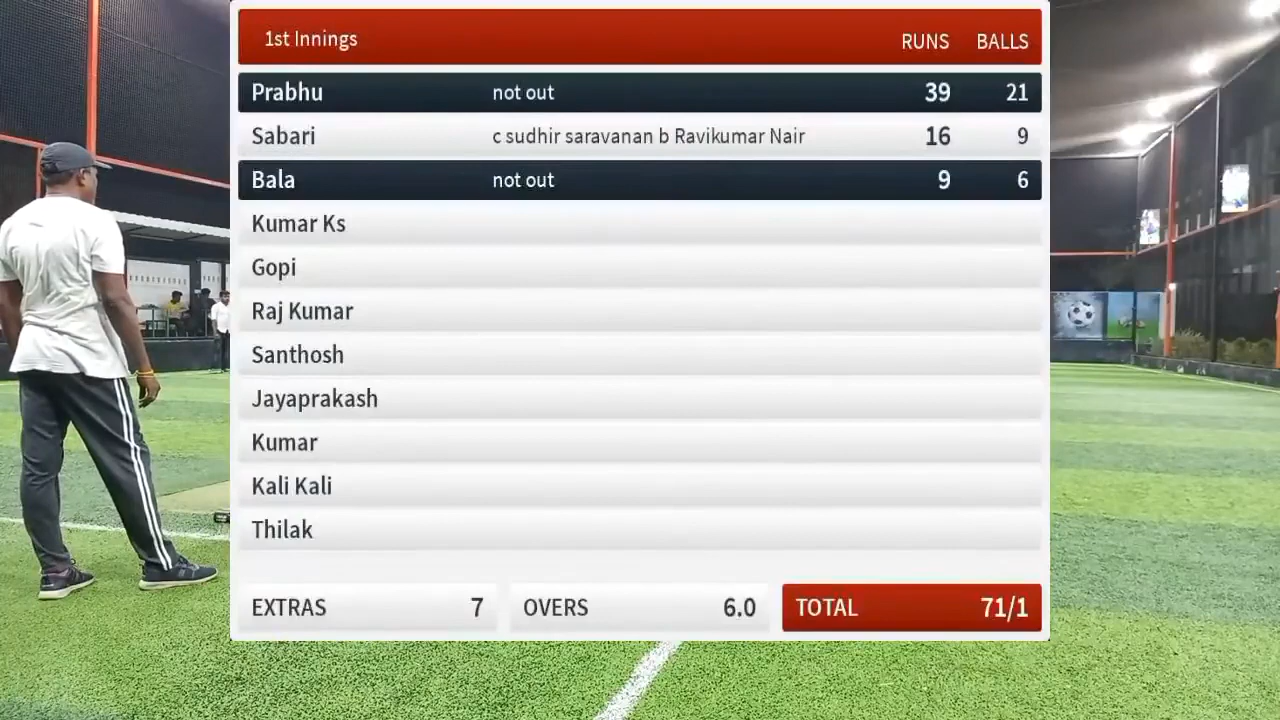 1st Innings RUNS BALLS
Prabhu not out 39 21
Sabari c sudhir saravanan b Ravikumar Nair 16 9
Bala not out 9 6
Kumar Ks
Gopi
Raj Kumar
Santhosh
Jayaprakash
Kumar
Kali Kali
Thilak
EXTRAS 7 OVERS 6.0 TOTAL 71/1